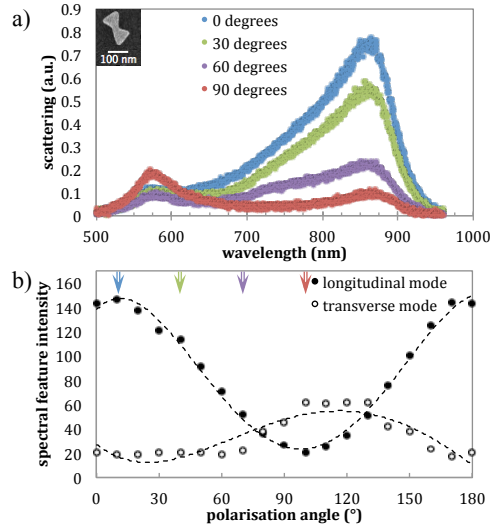 a)
100 nm
0 degrees
30 degrees
60 degrees
90 degrees
scattering (a.u.)
0.9
0.8
0.7
0.6
0.5
0.4
0.3
0.2
0.1
0
500 600 700 800 900 1000
wavelength (nm)
b)
longitudinal mode
transverse mode
spectral feature intensity
160
140
120
100
80
60
40
20
0
0 30 60 90 120 150 180
polarisation angle (°)